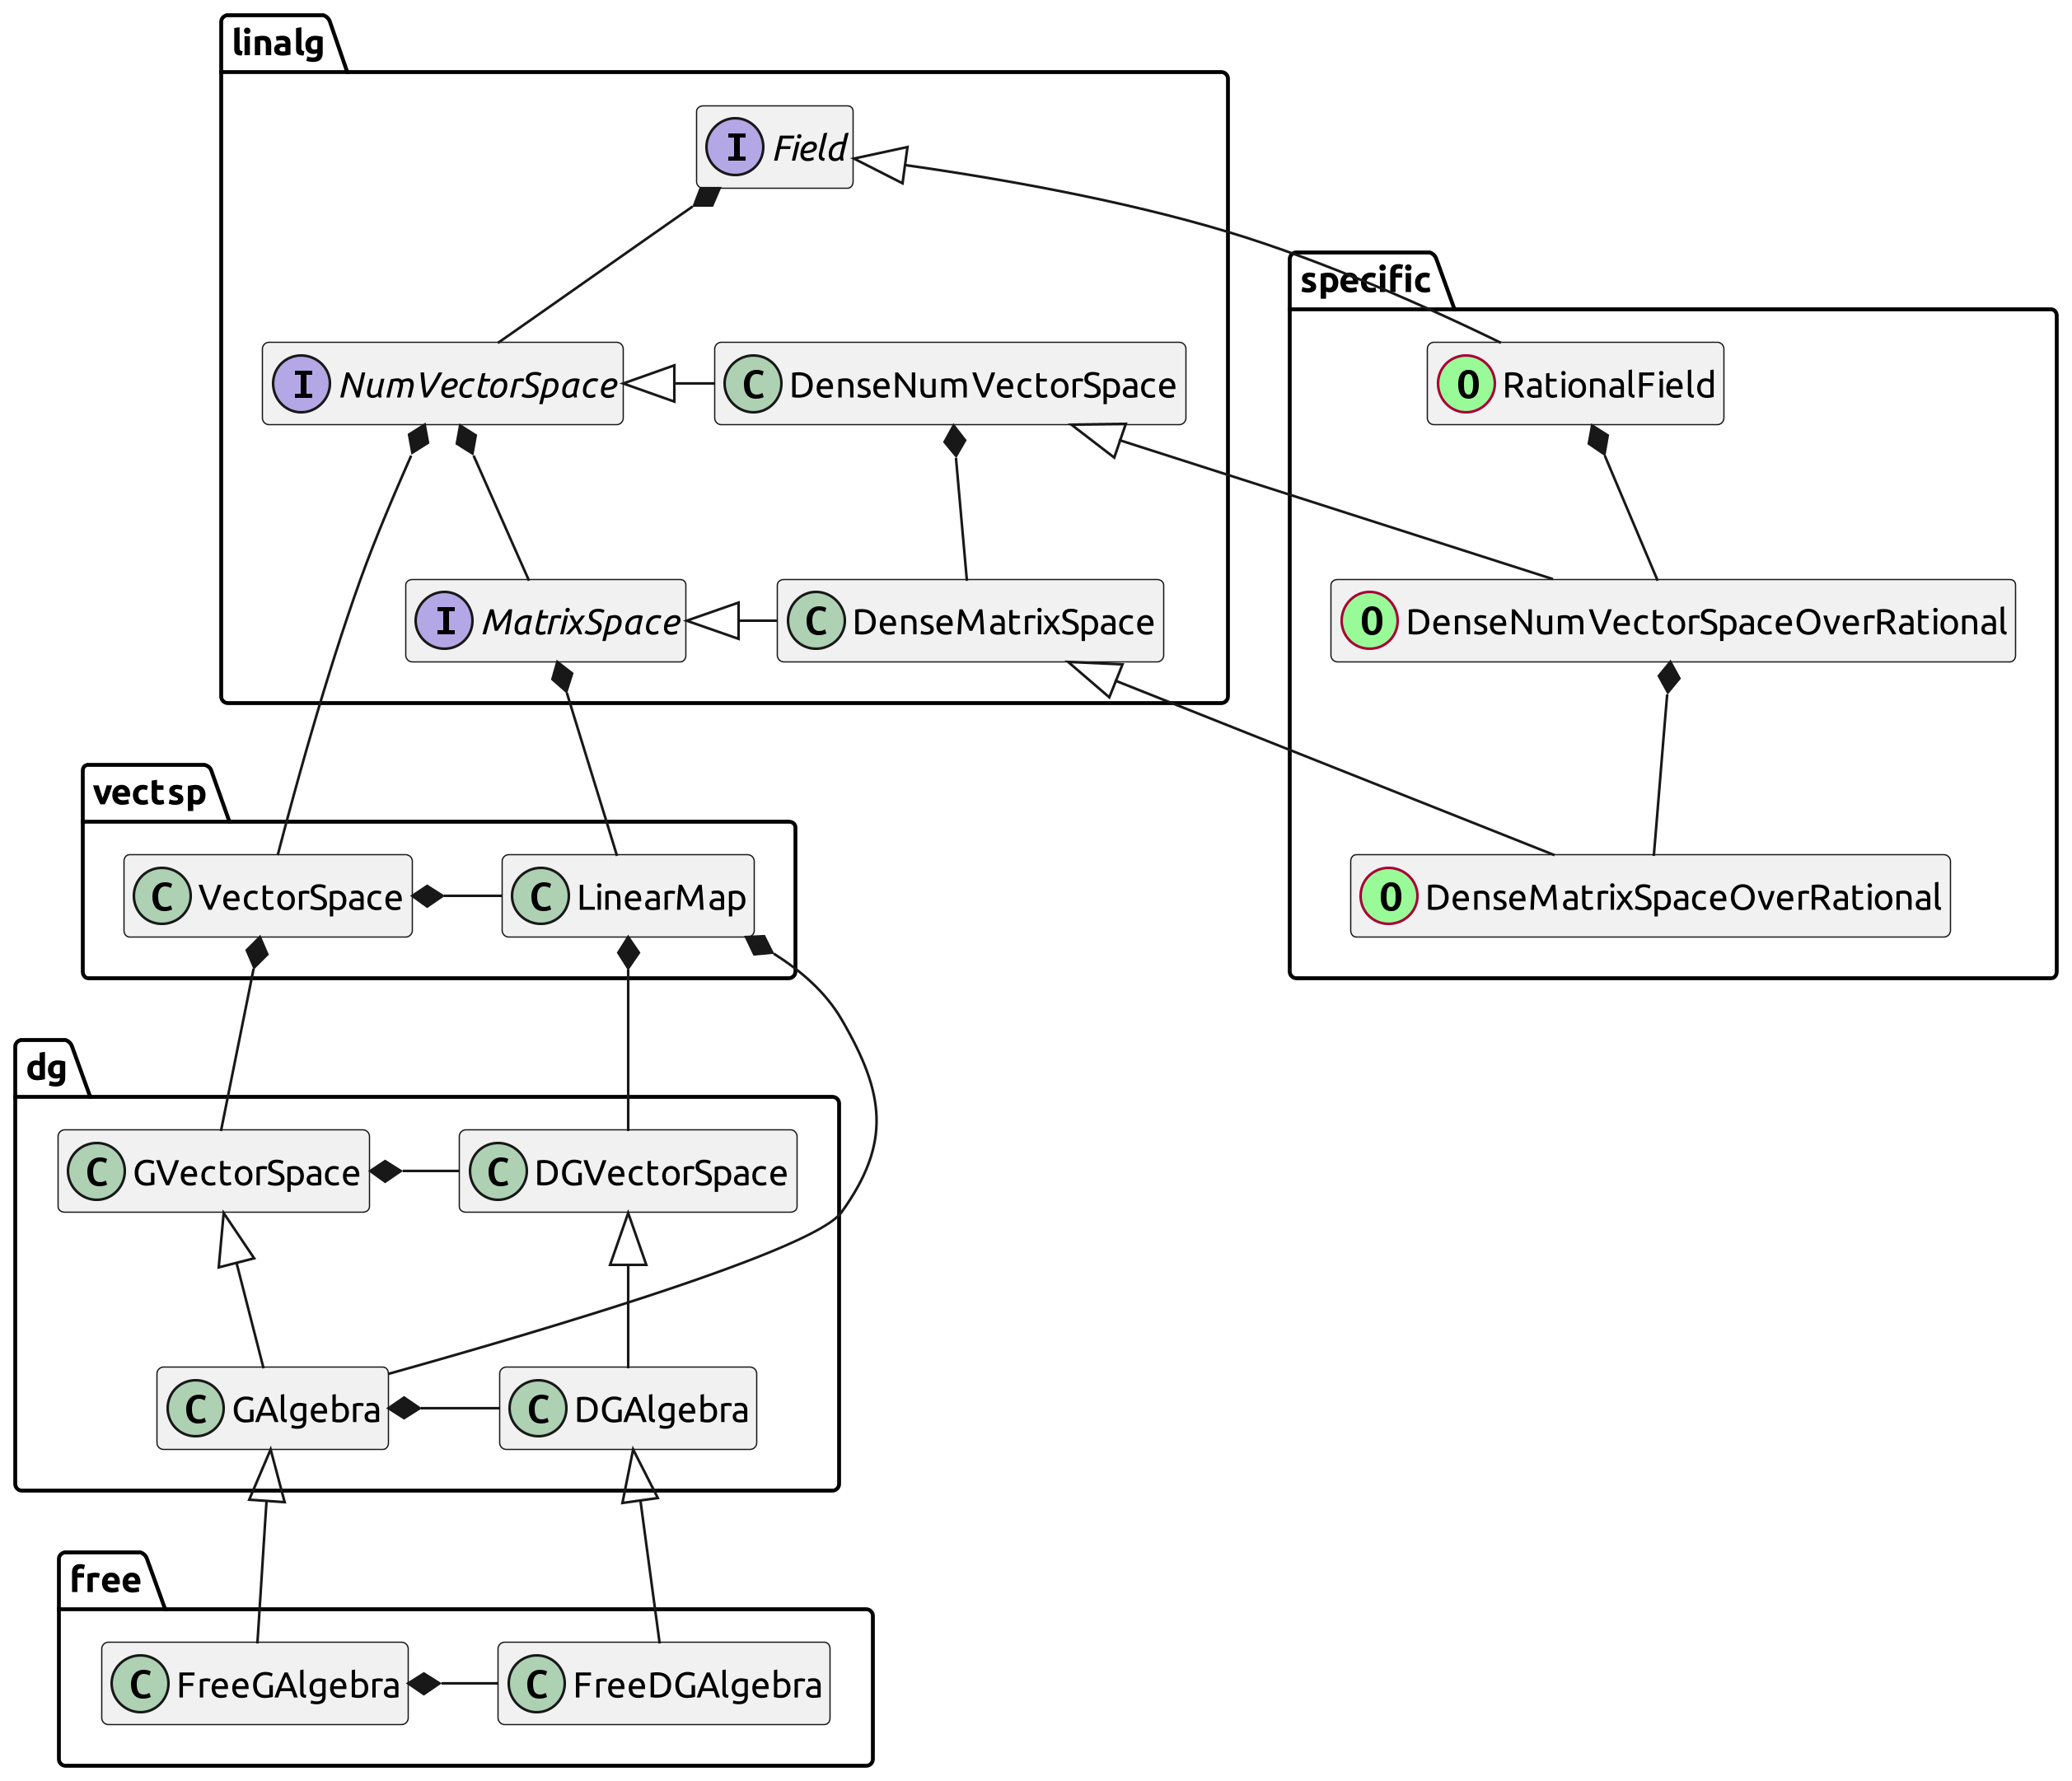 linalg
I Field
specific
I NumVectorSpace
C DenseNumVectorSpace
O RationalField
I MatrixSpace
C DenseMatrixSpace
O DenseNumVectorSpaceOverRational
vectsp
C VectorSpace
C LinearMap
O DenseMatrixSpaceOverRational
dg
C GVectorSpace
C DGVectorSpace
C GAlgebra
C DGAlgebra
free
C FreeGAlgebra
C FreeDGAlgebra